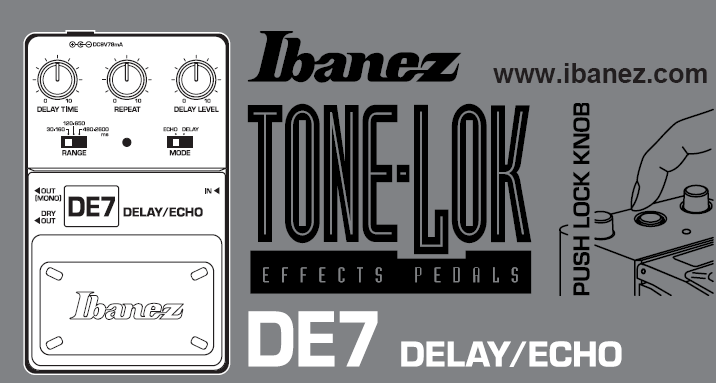 DC9V78mA
0 10 0 10 0 10
DELAY TIME REPEAT DELAY LEVEL
120/650
30/160 480/2600
ms
ECHO DELAY
RANGE MODE
OUT
[MONO]
DRY
OUT
IN
DE7 DELAY/ECHO
Ibanez
Ibanez
www.ibanez.com
TONE-LOK
EFFECTS PEDALS
PUSH LOCK KNOB
DE7 DELAY/ECHO